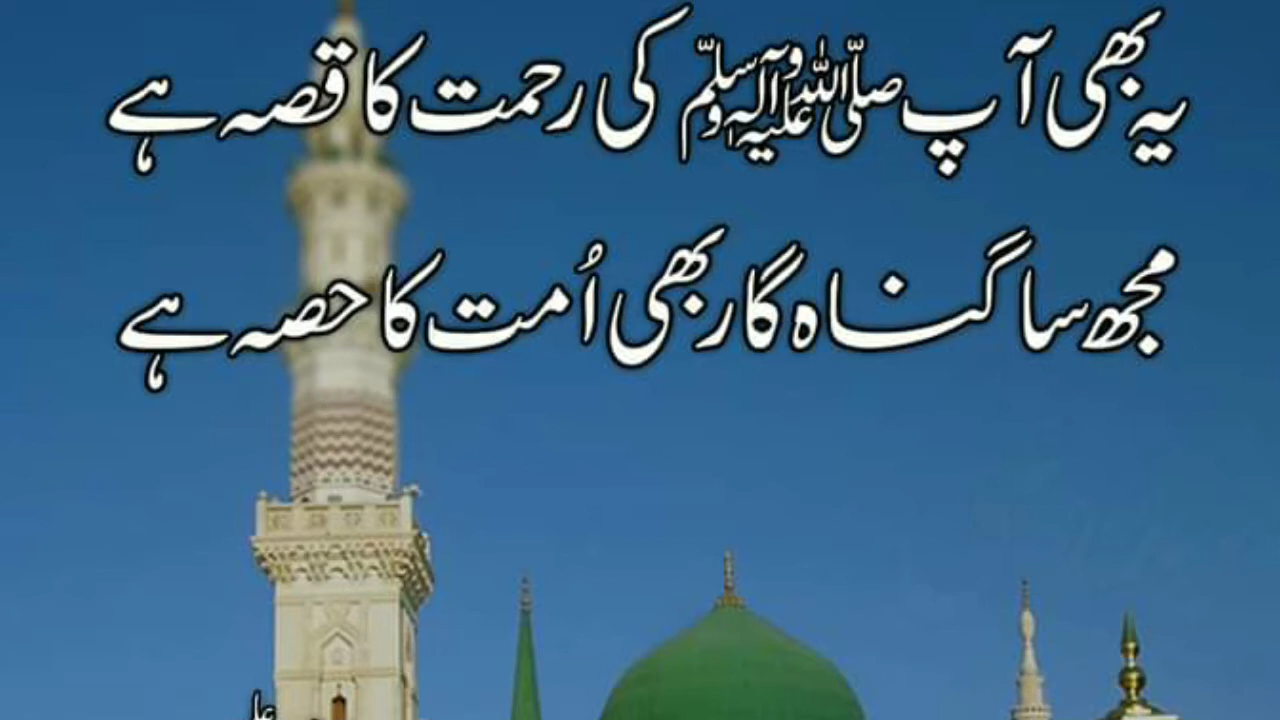 یہ بھی آپ صلی اللہ علیہ وآلہ وسلم کی رحمت کا قصہ ہے
مجھ سا گناہ گار بھی اُمت کا حصہ ہے